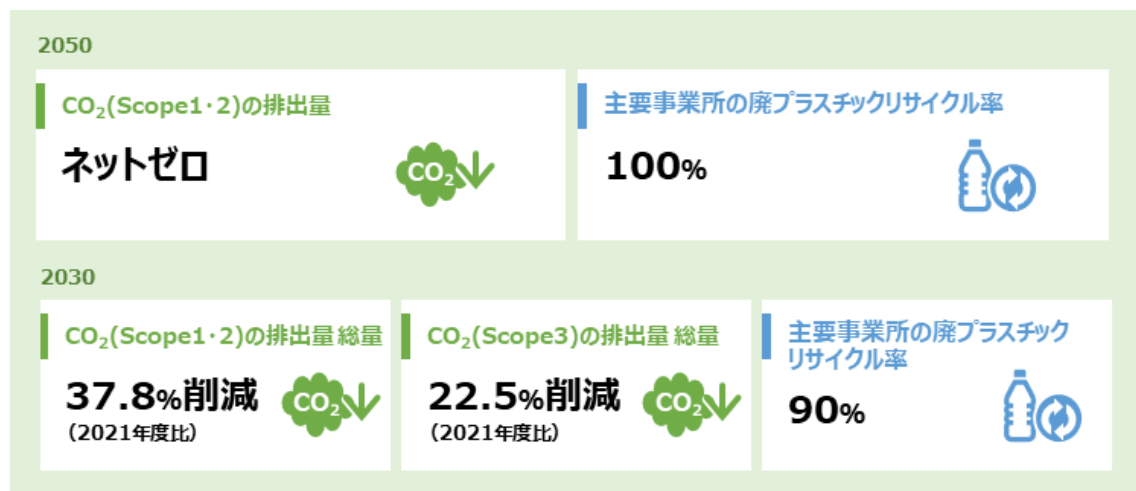 2050
CO₂(Scope1･2)の排出量
ネットゼロ
CO₂
主要事業所の廃プラスチックリサイクル率
100%
2030
CO₂(Scope1･2)の排出量 総量
37.8%削減
（2021年度比）
CO₂
CO₂(Scope3)の排出量 総量
22.5%削減
（2021年度比）
CO₂
主要事業所の廃プラスチック
リサイクル率
90%